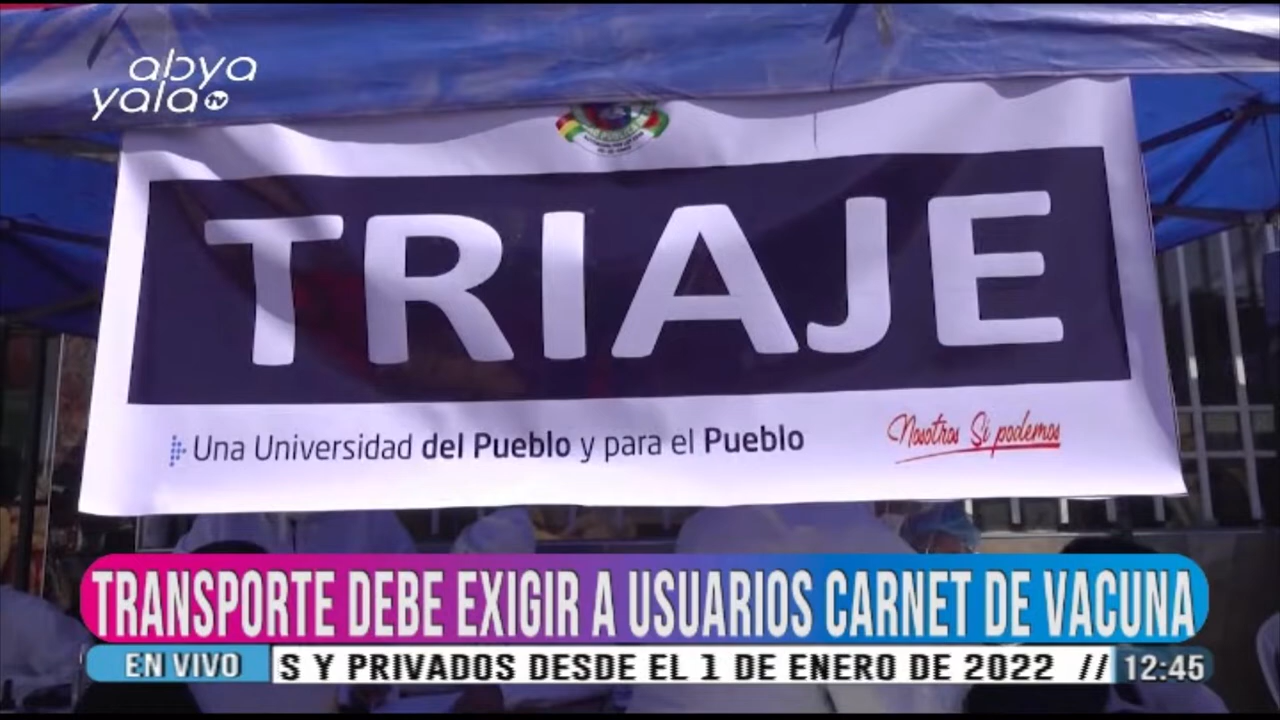 abya
yala tv
TRIAJE
Una Universidad del Pueblo y para el Pueblo
Nosotros Si podemos
TRANSPORTE DEBE EXIGIR A USUARIOS CARNET DE VACUNA
EN VIVO
S Y PRIVADOS DESDE EL 1 DE ENERO DE 2022 //
12:45